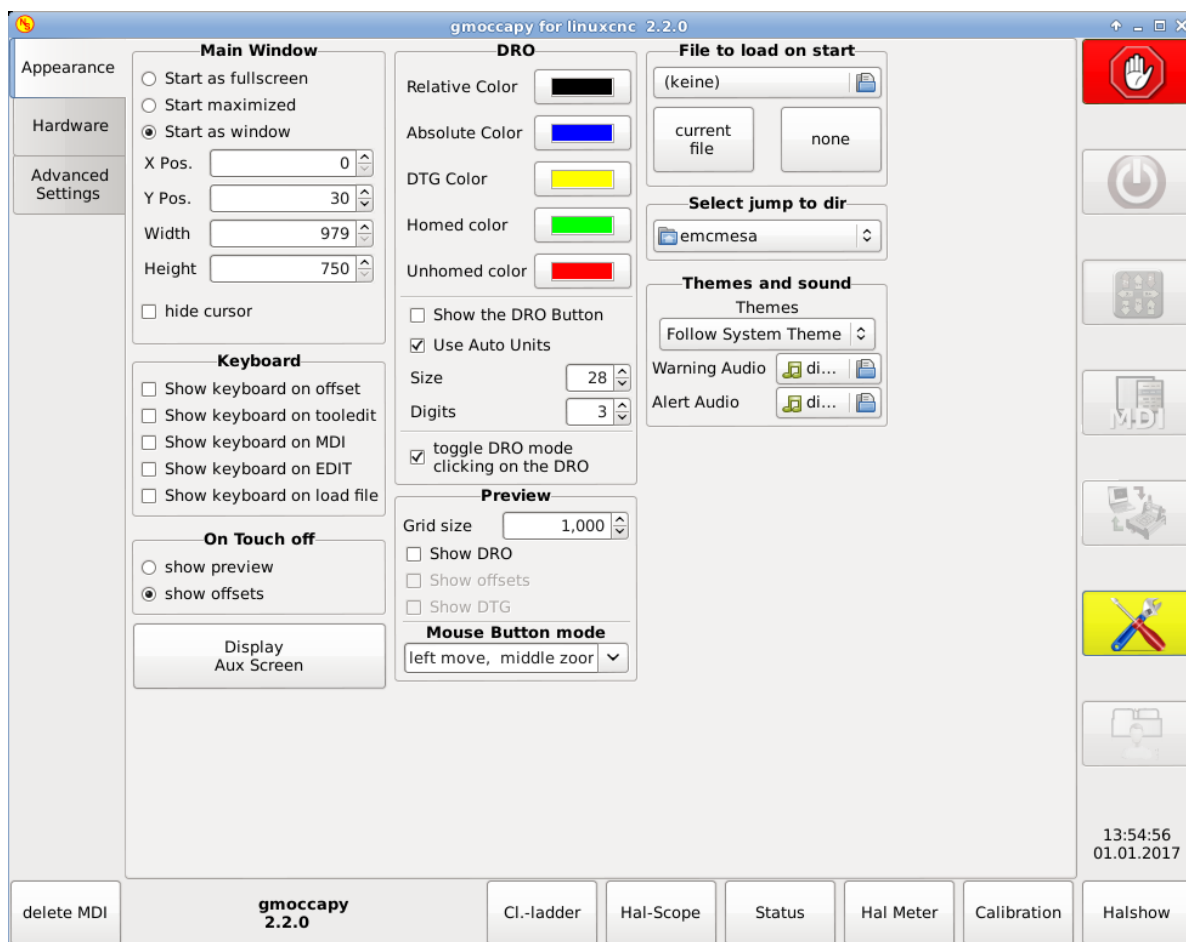 gmoccapy for linuxcnc 2.2.0
Appearance
Hardware
Advanced
Settings
Main Window
Start as fullscreen
Start maximized
Start as window
X Pos. 0
Y Pos. 30
Width 979
Height 750
hide cursor
Keyboard
Show keyboard on offset
Show keyboard on tooledit
Show keyboard on MDI
Show keyboard on EDIT
Show keyboard on load file
On Touch off
show preview
show offsets
Display
Aux Screen
DRO
Relative Color
Absolute Color
DTG Color
Homed color
Unhomed color
Show the DRO Button
Use Auto Units
Size 28
Digits 3
toggle DRO mode
clicking on the DRO
Preview
Grid size 1,000
Show DRO
Show offsets
Show DTG
Mouse Button mode
left move, middle zoor
File to load on start
(keine)
current
file
none
Select jump to dir
emcmesa
Themes and sound
Themes
Follow System Theme
Warning Audio di...
Alert Audio di...
MDI
13:54:56
01.01.2017
delete MDI
gmoccapy
2.2.0
Cl.-ladder
Hal-Scope
Status
Hal Meter
Calibration
Halshow